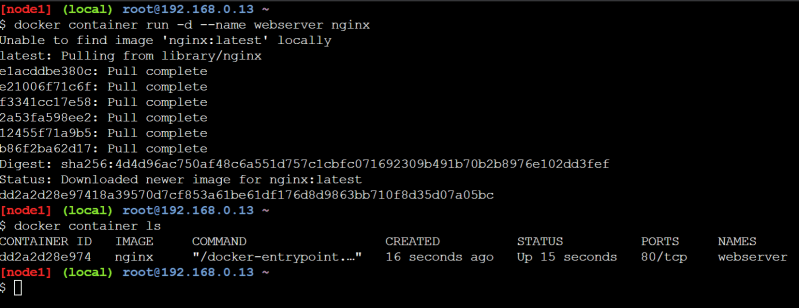 [node1] (local) root@192.168.0.13 ~
$ docker container run -d --name webserver nginx
Unable to find image 'nginx:latest' locally
latest: Pulling from library/nginx
e1acddbe380c: Pull complete
e21006f71c6f: Pull complete
f3341cc17e58: Pull complete
2a53fa598ee2: Pull complete
12455f71a9b5: Pull complete
b86f2ba62d17: Pull complete
Digest: sha256:4d4d96ac750af48c6a551d757c1cbfc071692309b491b70b2b8976e102dd3fef
Status: Downloaded newer image for nginx:latest
dd2a2d28e97418a39570d7cf853a61be61df176d8d9863bb710f8d35d07a05bc
[node1] (local) root@192.168.0.13 ~
$ docker container ls
CONTAINER ID IMAGE COMMAND CREATED STATUS PORTS NAMES
dd2a2d28e974 nginx "/docker-entrypoint.…" 16 seconds ago Up 15 seconds 80/tcp webserver
[node1] (local) root@192.168.0.13 ~
$